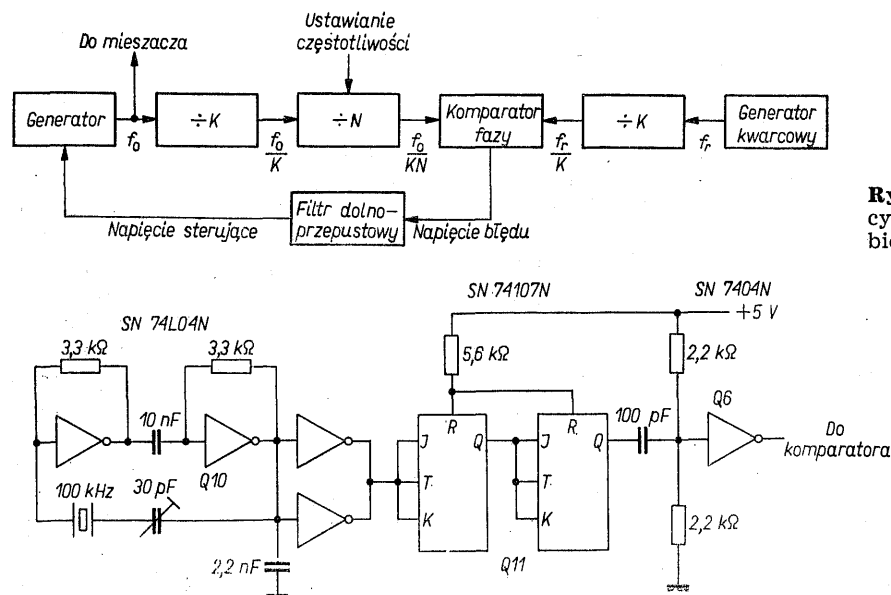 Do mieszacza
Ustawianie
częstotliwości
Generator
f₀
÷K
f₀/K
÷N
f₀/KN
Komparator
fazy
fᵣ/K
÷K
fᵣ
Generator
kwarcowy
Napięcie sterujące
Filtr dolno-
przepustowy
Napięcie błędu
Ry
cy
bie
SN 74L04N
SN 74107N
SN 7404N
+5 V
3,3 kΩ
3,3 kΩ
5,6 kΩ
2,2 kΩ
10 nF
Q10
100 kHz
30 pF
2,2 nF
R
J
Q
T
K
R
J
Q
T
K
Q11
100 pF
Q6
Do
komparatora
2,2 kΩ